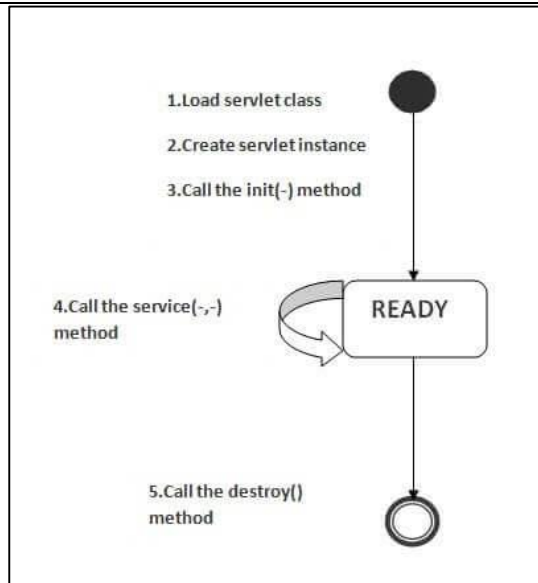 1.Load servlet class
2.Create servlet instance
3.Call the init(-) method
4.Call the service(-,-)
method
READY
5.Call the destroy()
method